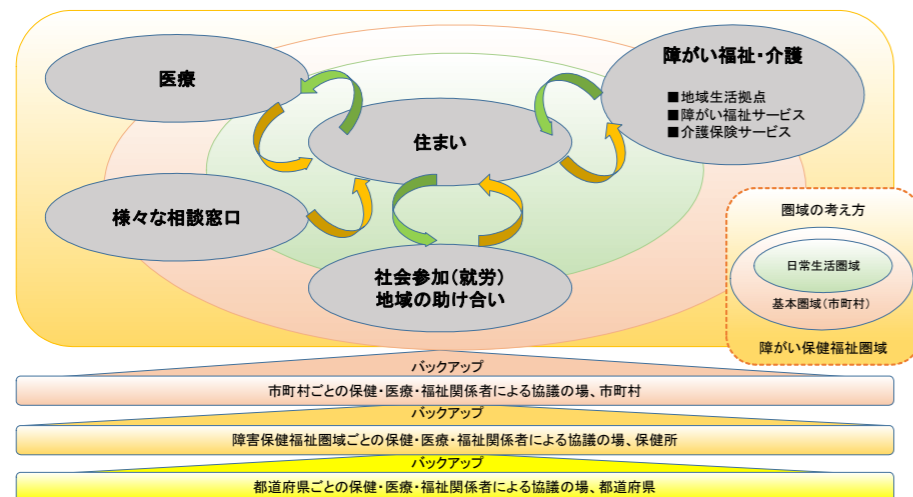 医療
障がい福祉・介護
■地域生活拠点
■障がい福祉サービス
■介護保険サービス
住まい
様々な相談窓口
社会参加(就労)
地域の助け合い
圏域の考え方
日常生活圏域
基本圏域(市町村)
障がい保健福祉圏域
バックアップ
市町村ごとの保健・医療・福祉関係者による協議の場、市町村
バックアップ
障害保健福祉圏域ごとの保健・医療・福祉関係者による協議の場、保健所
バックアップ
都道府県ごとの保健・医療・福祉関係者による協議の場、都道府県